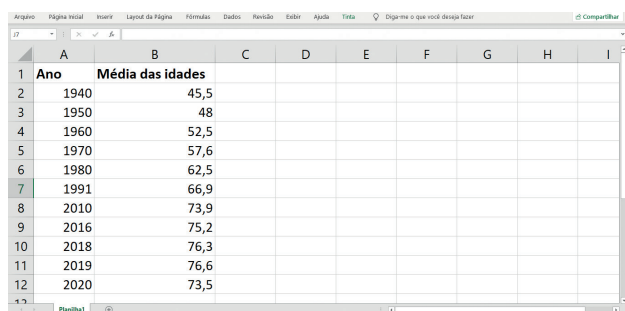 Arquivo Página Inicial Inserir Layout da Página Fórmulas Dados Revisão Exibir Ajuda Tinta Diga-me o que você deseja fazer Compartilhar
J7 fx
A B C D E F G H I
1 Ano Média das idades
2 1940 45,5
3 1950 48
4 1960 52,5
5 1970 57,6
6 1980 62,5
7 1991 66,9
8 2010 73,9
9 2016 75,2
10 2018 76,3
11 2019 76,6
12 2020 73,5
Planilha1